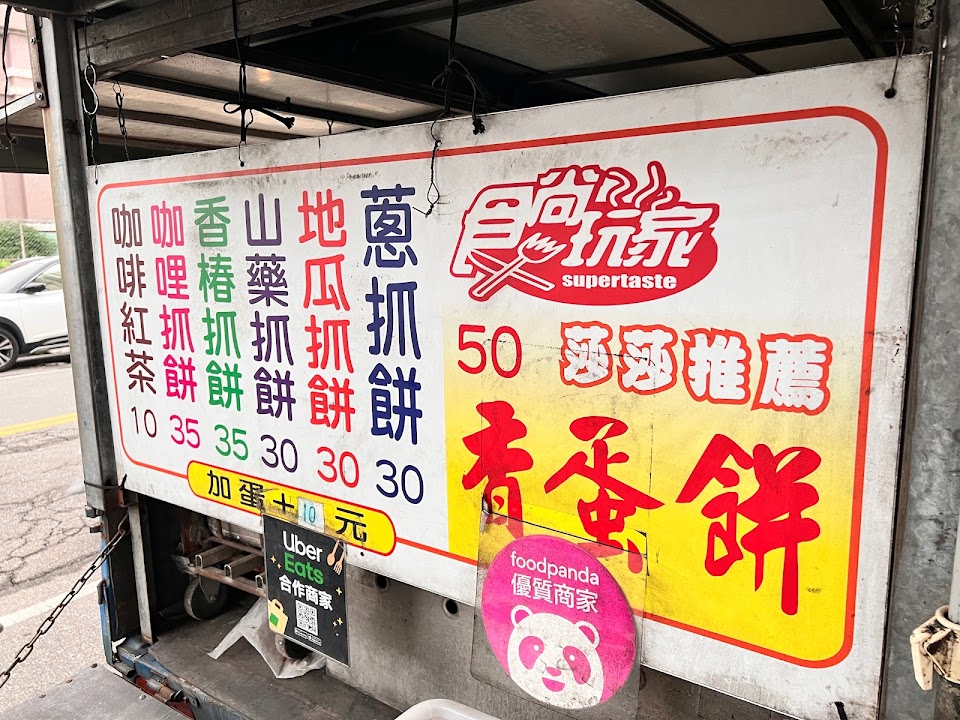 食尚玩家
supertaste
50 莎莎推薦
香蛋餅
蔥抓餅 30
地瓜抓餅 30
山藥抓餅 30
香椿抓餅 35
咖哩抓餅 35
咖啡紅茶 10
加蛋+10元
Uber
Eats
合作商家
foodpanda
優質商家